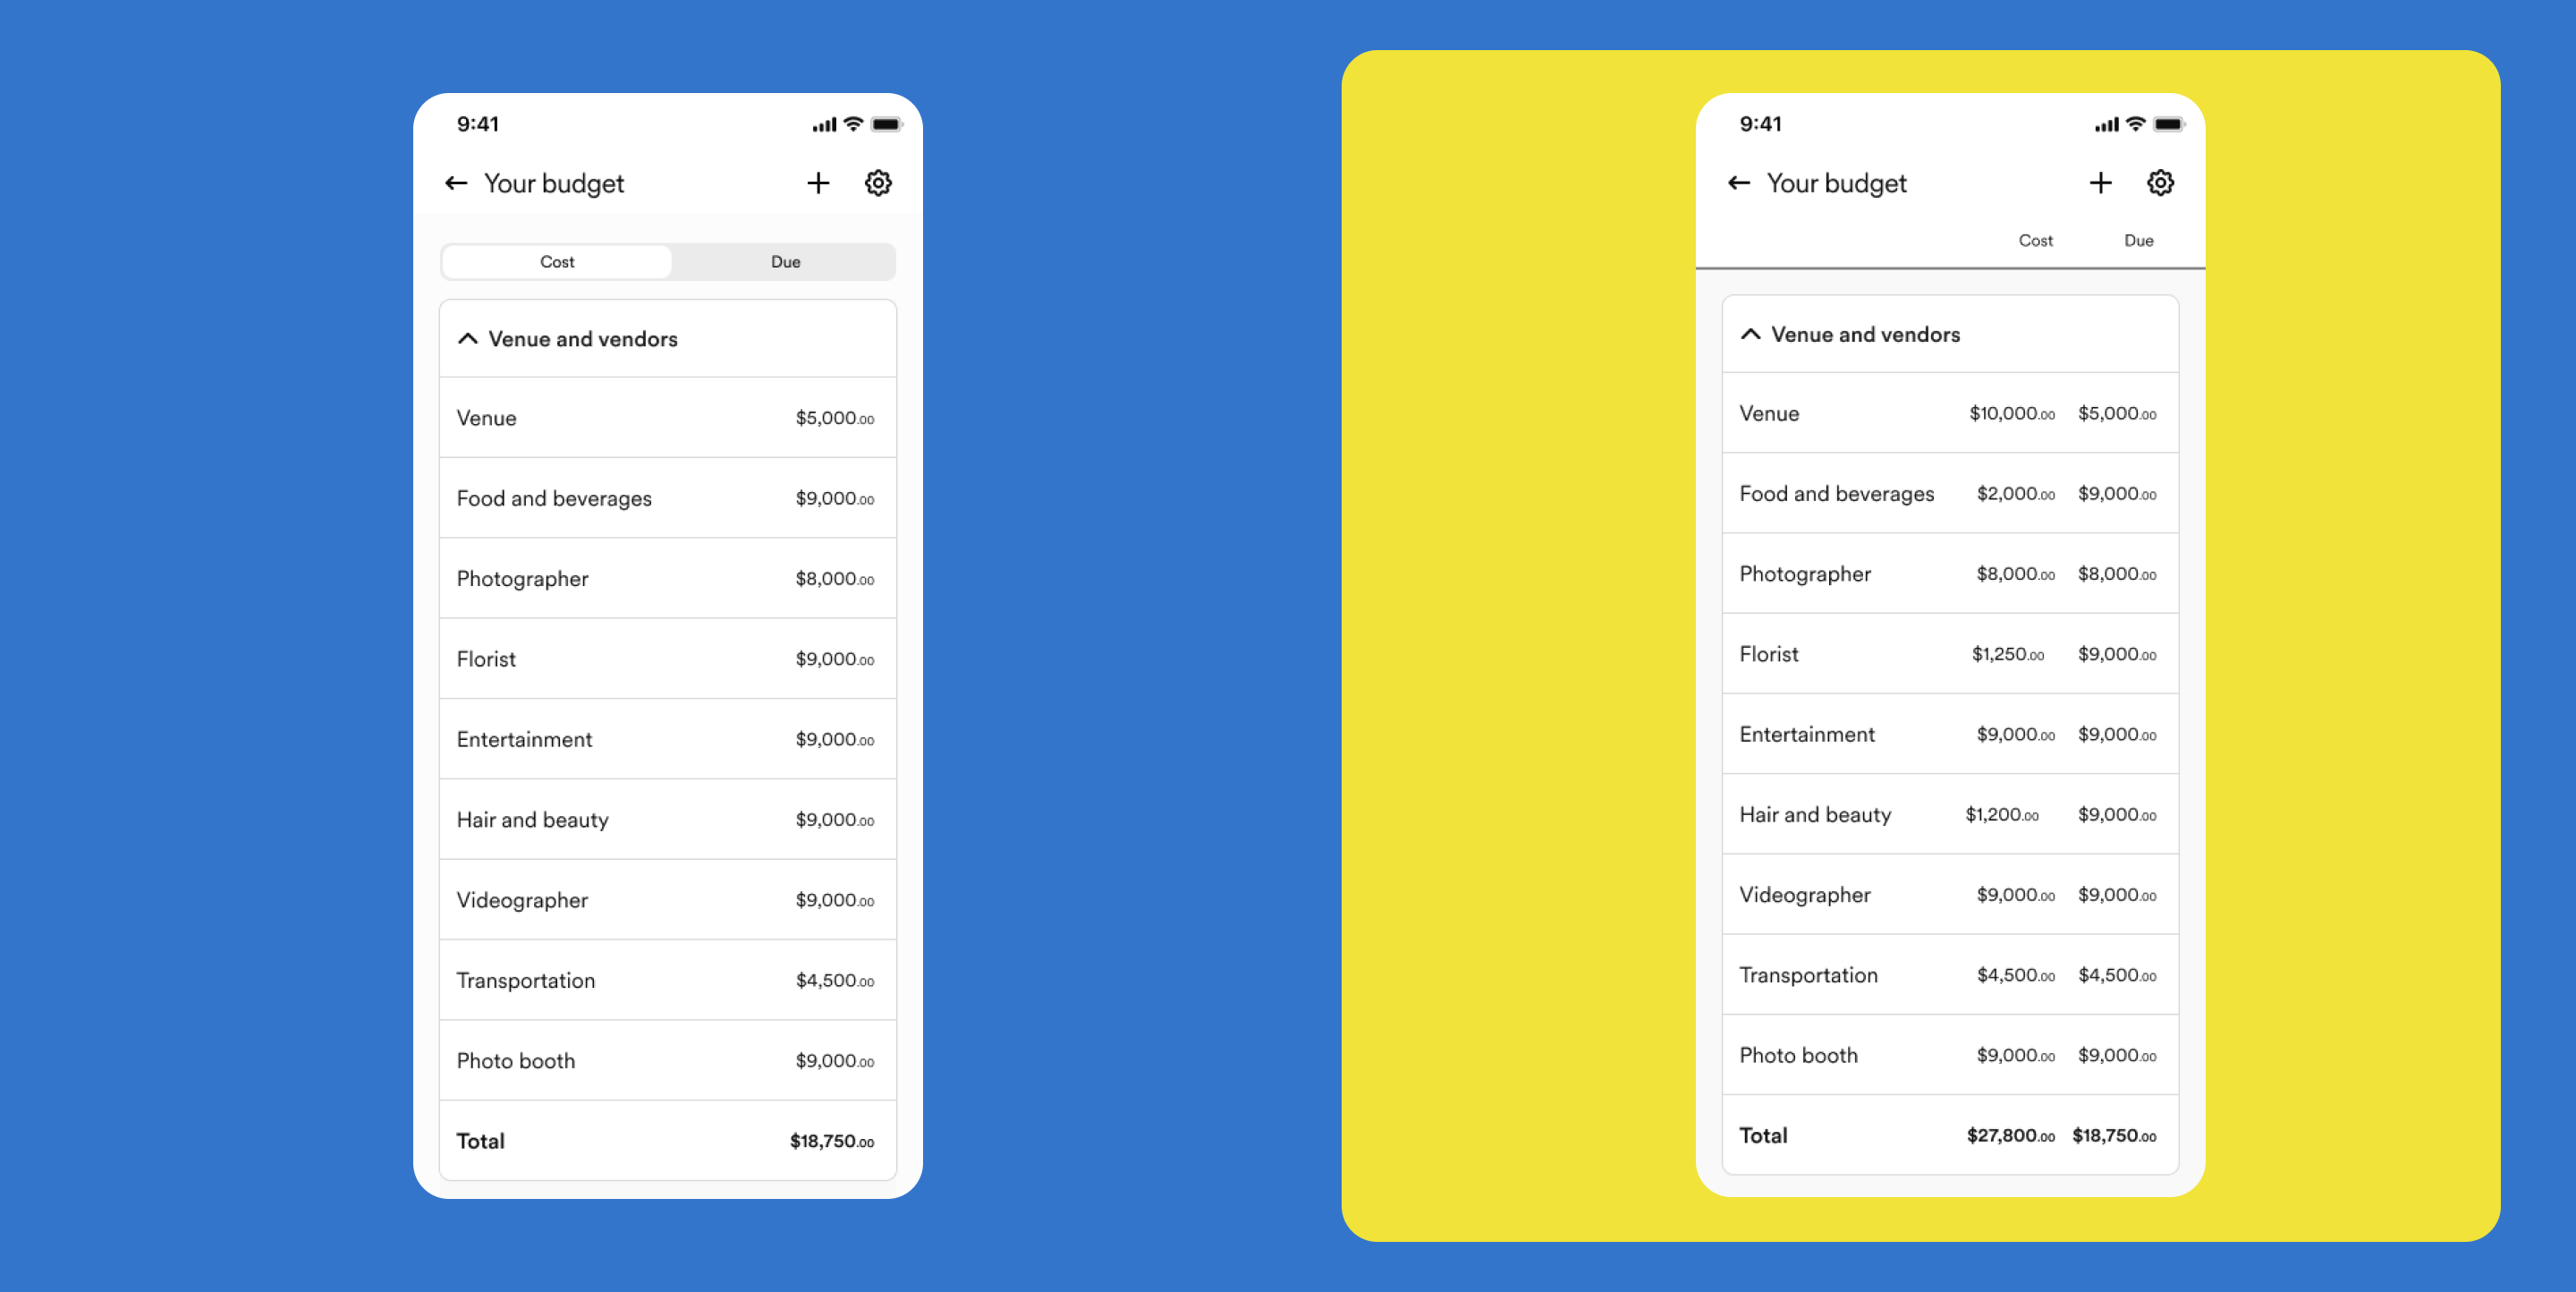 9:41
Your budget
Cost Due
Venue and vendors
Venue $5,000.00
Food and beverages $9,000.00
Photographer $8,000.00
Florist $9,000.00
Entertainment $9,000.00
Hair and beauty $9,000.00
Videographer $9,000.00
Transportation $4,500.00
Photo booth $9,000.00
Total $18,750.00
9:41
Your budget
Cost Due
Venue and vendors
Venue $10,000.00 $5,000.00
Food and beverages $2,000.00 $9,000.00
Photographer $8,000.00 $8,000.00
Florist $1,250.00 $9,000.00
Entertainment $9,000.00 $9,000.00
Hair and beauty $1,200.00 $9,000.00
Videographer $9,000.00 $9,000.00
Transportation $4,500.00 $4,500.00
Photo booth $9,000.00 $9,000.00
Total $27,800.00 $18,750.00